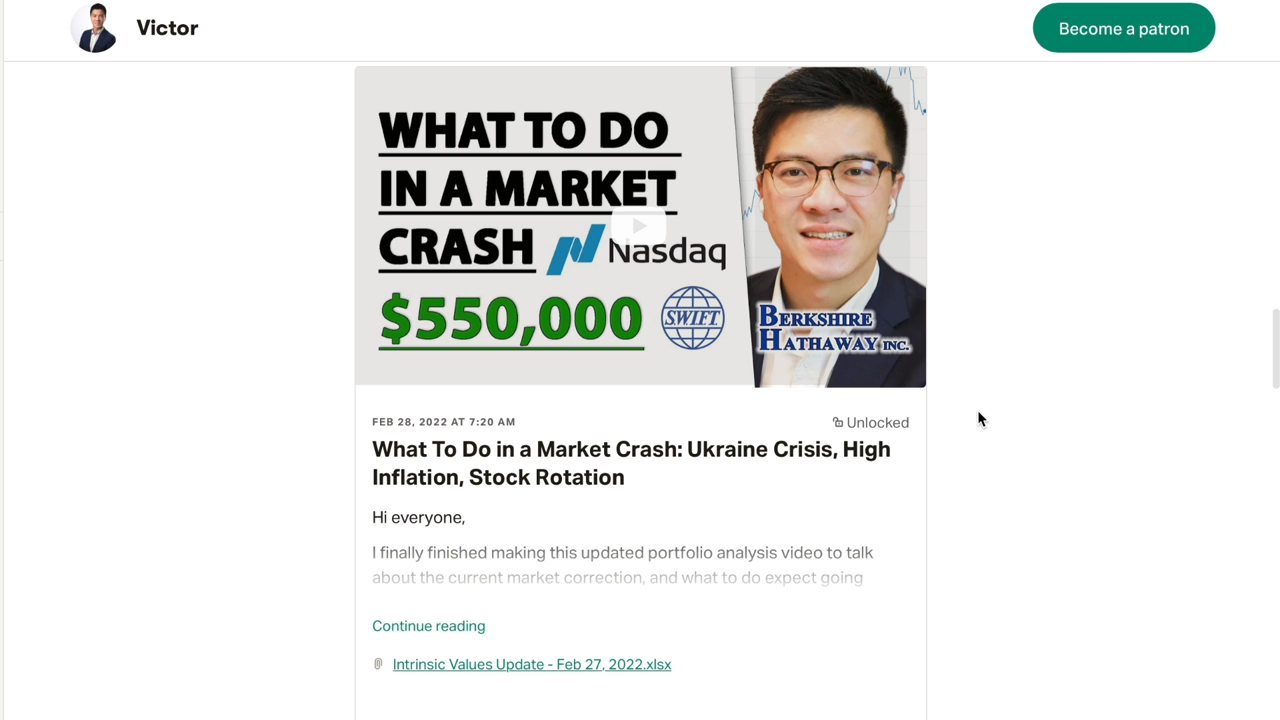 Victor
Become a patron
WHAT TO DO
IN A MARKET
CRASH
Nasdaq
$550,000
SWIFT
BERKSHIRE
HATHAWAY INC.
FEB 28, 2022 AT 7:20 AM
Unlocked
What To Do in a Market Crash: Ukraine Crisis, High
Inflation, Stock Rotation
Hi everyone,
I finally finished making this updated portfolio analysis video to talk
about the current market correction, and what to do expect going
Continue reading
Intrinsic Values Update - Feb 27, 2022.xlsx